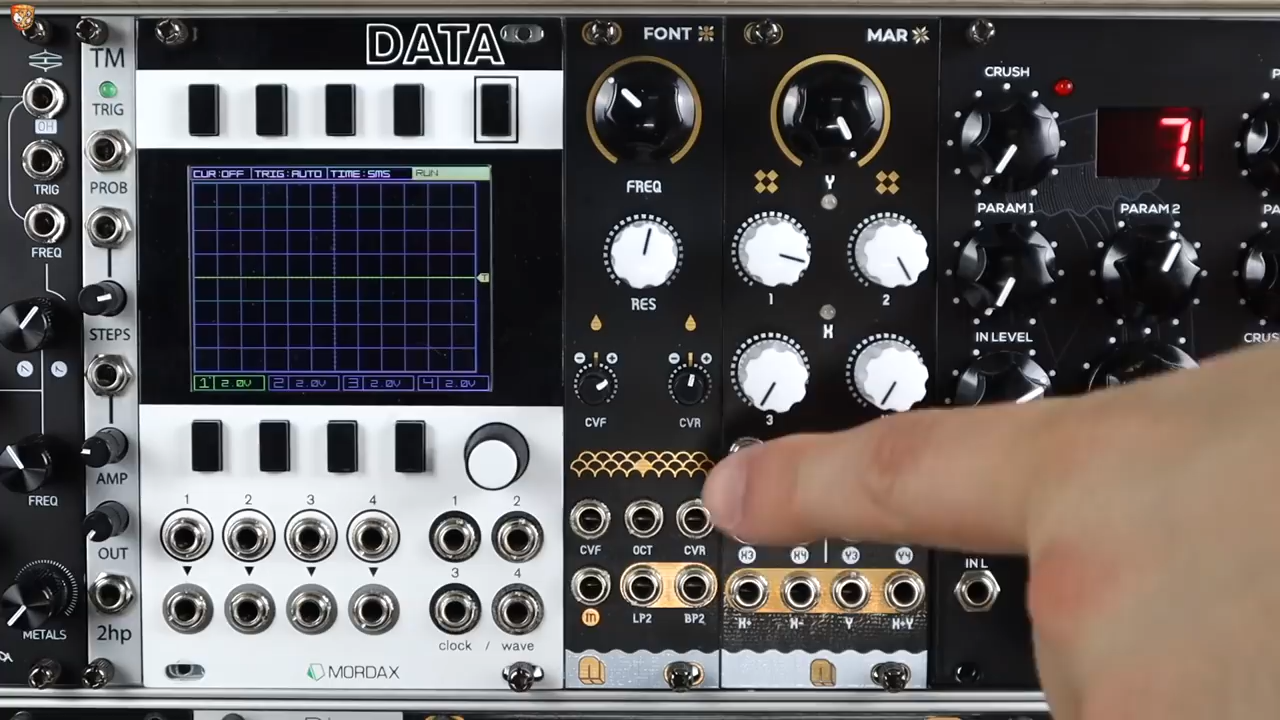 OH
TRIG
FREQ
FREQ
METALS
TM
TRIG
PROB
STEPS
AMP
OUT
2hp
DATA
CUR:OFF TRIG:AUTO TIME:5MS RUN
1 2.0V 2 2.0V 3 2.0V 4 2.0V
1 2 3 4
1 2
3 4
clock / wave
MORDAX
FONT
FREQ
RES
CVF CVR
CVF OCT CVR
in LP2 BP2
MAR
Y
1 2
X
3
X3 X4 Y3 Y4
X+ X- Y X+Y
CRUSH
7
PARAM 1 PARAM 2
IN LEVEL
IN L